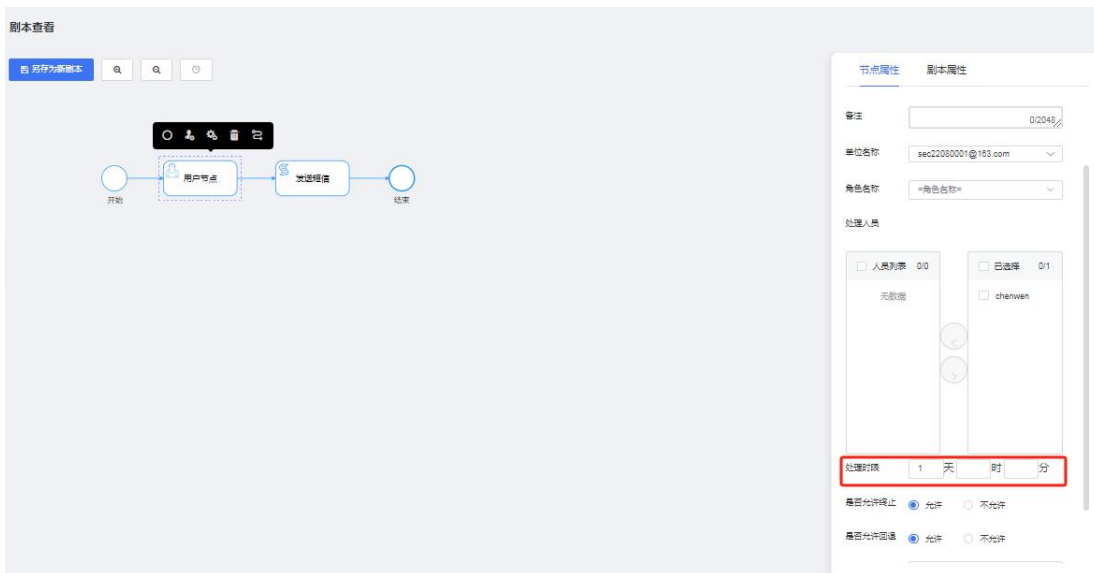 剧本查看
另存为新剧本
节点属性 剧本属性
备注 0/2048
单位名称 sec22080001@163.com
角色名称 =角色名称=
处理人员
人员列表 0/0 已选择 0/1
无数据 chenwen
用户节点 发送短信
开始 结束
处理时限 1 天 时 分
是否允许终止 允许 不允许
是否允许回退 允许 不允许